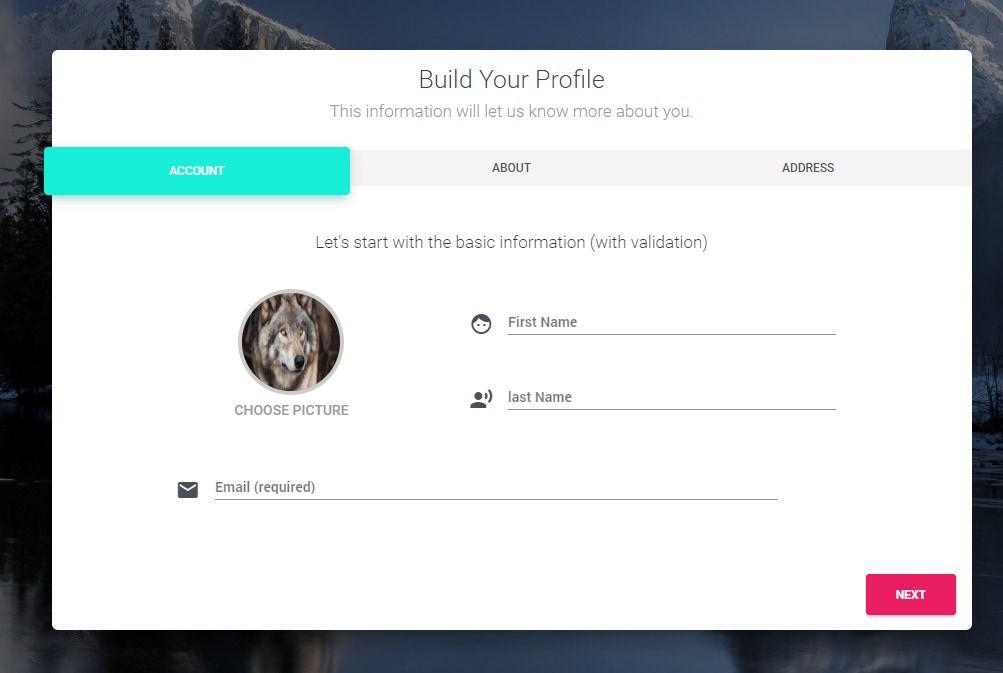 Build Your Profile
This information will let us know more about you.
ACCOUNT
ABOUT
ADDRESS
Let's start with the basic information (with validation)
First Name
last Name
CHOOSE PICTURE
Email (required)
NEXT